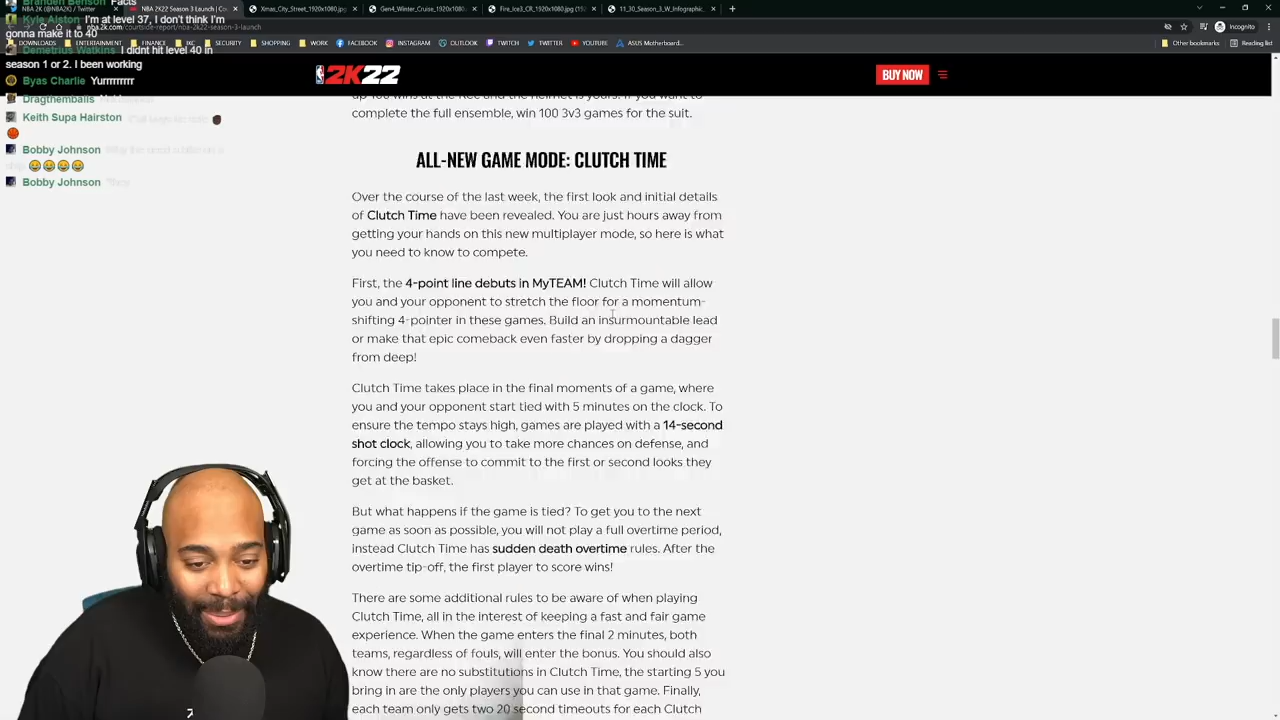 Branden Benson Facts
Kyle Alston I'm at level 37, I don't think I'm
gonna make it to 40
Demetrius Watkins I didnt hit level 40 in
season 1 or 2. I been working
Byas Charlie Yurrrrrrrrr
Dragthemballs
Keith Supa Hairston
Bobby Johnson
😂😂😂😂
Bobby Johnson They
NBA 2K (@NBA2K) / Twitter
NBA 2K22 Season 3 Launch | Co
Xmas_City_Street_1920x1080.jpg
Gen4_Winter_Cruise_1920x1080
Fire_Ice3_CR_1920x1080.jpg (192
11_30_Season_3_W_Infographic
nba.2k.com/courtside-report/nba-2k22-season-3-launch
Incognito
DOWNLOADS ENTERTAINMENT FINANCE IXC SECURITY SHOPPING WORK FACEBOOK INSTAGRAM OUTLOOK TWITCH TWITTER YOUTUBE ASUS Motherboard...
Other bookmarks Reading list
NBA 2K22
BUY NOW
complete the full ensemble, win 100 3v3 games for the suit.
ALL-NEW GAME MODE: CLUTCH TIME
Over the course of the last week, the first look and initial details
of Clutch Time have been revealed. You are just hours away from
getting your hands on this new multiplayer mode, so here is what
you need to know to compete.
First, the 4-point line debuts in MyTEAM! Clutch Time will allow
you and your opponent to stretch the floor for a momentum-
shifting 4-pointer in these games. Build an insurmountable lead
or make that epic comeback even faster by dropping a dagger
from deep!
Clutch Time takes place in the final moments of a game, where
you and your opponent start tied with 5 minutes on the clock. To
ensure the tempo stays high, games are played with a 14-second
shot clock, allowing you to take more chances on defense, and
forcing the offense to commit to the first or second looks they
get at the basket.
But what happens if the game is tied? To get you to the next
game as soon as possible, you will not play a full overtime period,
instead Clutch Time has sudden death overtime rules. After the
overtime tip-off, the first player to score wins!
There are some additional rules to be aware of when playing
Clutch Time, all in the interest of keeping a fast and fair game
experience. When the game enters the final 2 minutes, both
teams, regardless of fouls, will enter the bonus. You should also
know there are no substitutions in Clutch Time, the starting 5 you
bring in are the only players you can use in that game. Finally,
each team only gets two 20 second timeouts for each Clutch